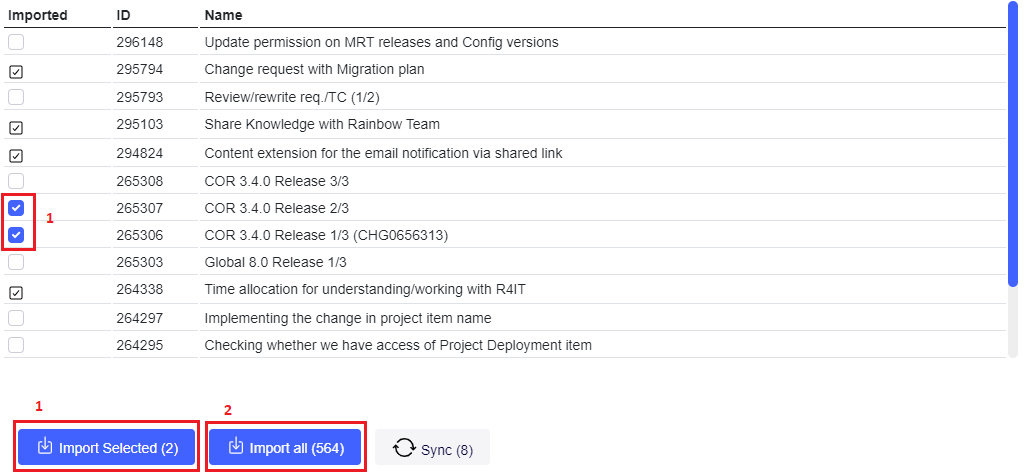 Imported ID Name
296148 Update permission on MRT releases and Config versions
295794 Change request with Migration plan
295793 Review/rewrite req./TC (1/2)
295103 Share Knowledge with Rainbow Team
294824 Content extension for the email notification via shared link
265308 COR 3.4.0 Release 3/3
265307 COR 3.4.0 Release 2/3
1
265306 COR 3.4.0 Release 1/3 (CHG0656313)
265303 Global 8.0 Release 1/3
264338 Time allocation for understanding/working with R4IT
264297 Implementing the change in project item name
264295 Checking whether we have access of Project Deployment item
1 2
Import Selected (2) Import all (564) Sync (8)